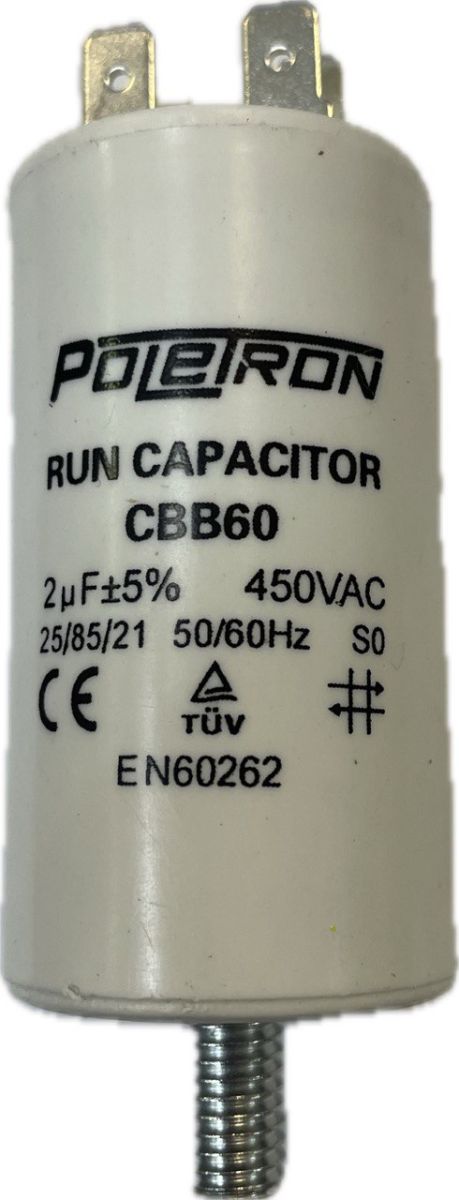 POLETRON
RUN CAPACITOR
CBB60
2µF±5% 450VAC
25/85/21 50/60Hz S0
CE TÜV
EN60262